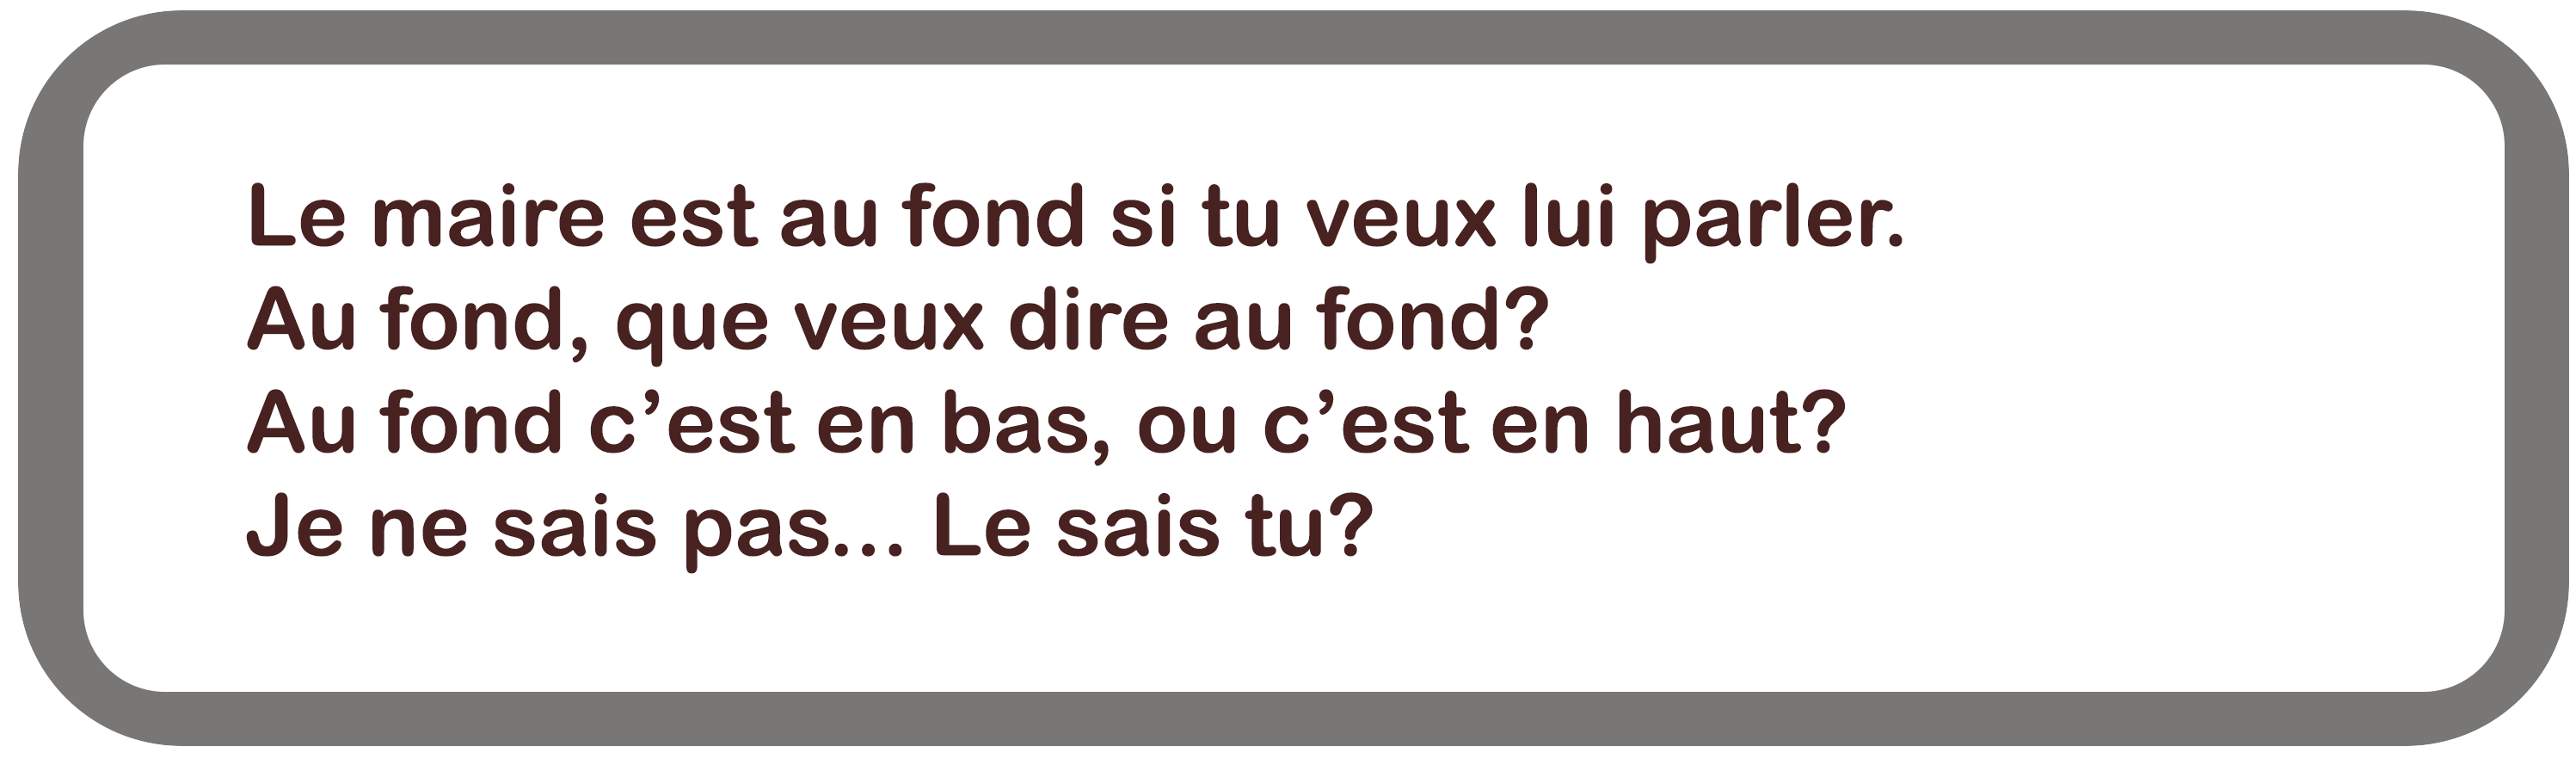 Le maire est au fond si tu veux lui parler.
Au fond, que veux dire au fond?
Au fond c’est en bas, ou c’est en haut?
Je ne sais pas... Le sais tu?